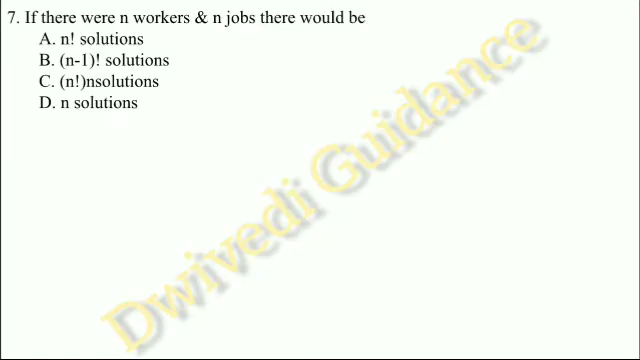 7. If there were n workers & n jobs there would be
A. n! solutions
B. (n-1)! solutions
C. (n!)nsolutions
D. n solutions
Dwivedi Guidance